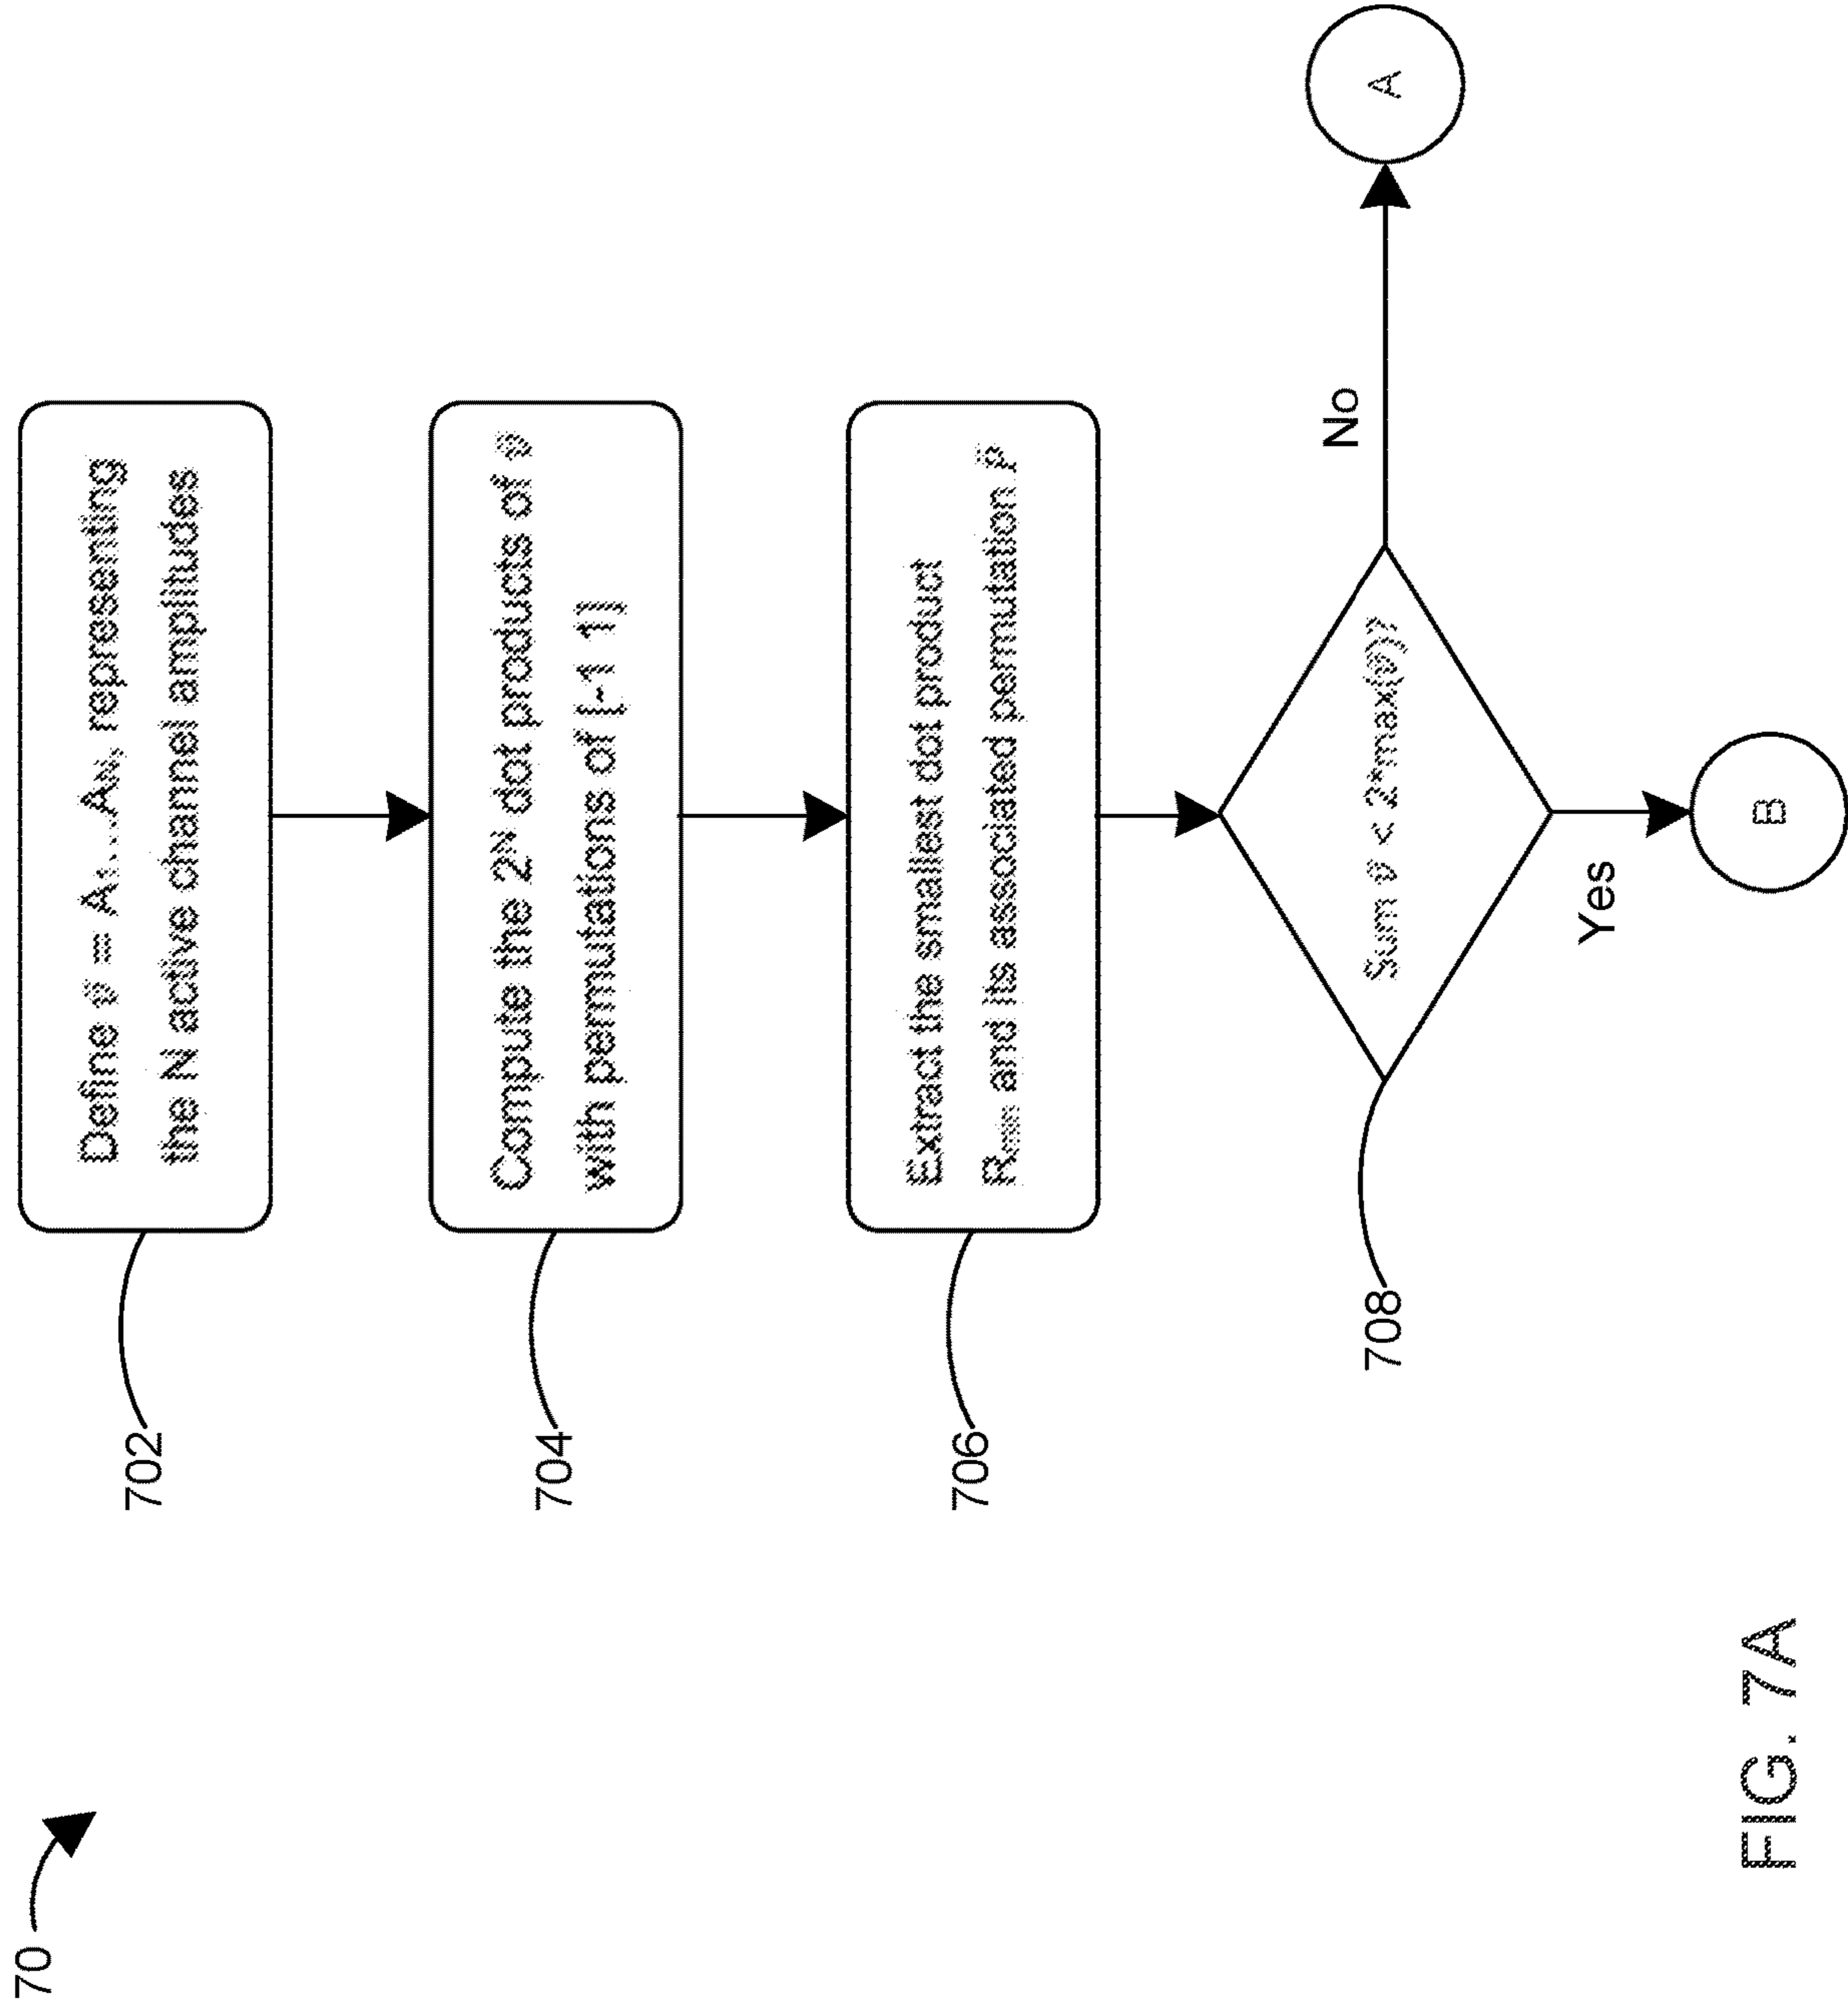 70
702
Define v̄ = A₁...A_N, representing
the N active channel amplitudes
704
Compute the 2ᴺ dot products of v̄
with permutations of [-1 1]
706
Extract the smallest dot product
R_min and its associated permutation p̄
708
Sum v̄ < 2*max(v̄)?
No
A
Yes
B
FIG. 7A